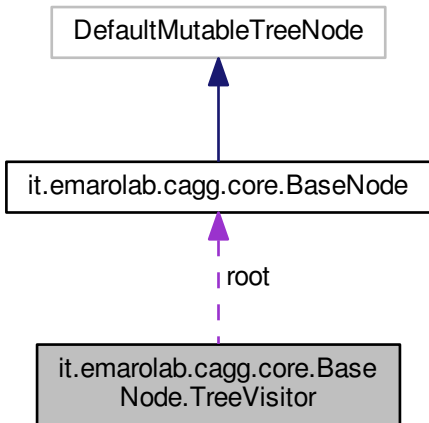 DefaultMutableTreeNode
it.emarolab.cagg.core.BaseNode
root
it.emarolab.cagg.core.Base
Node.TreeVisitor